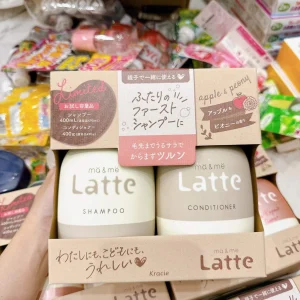 親子で一緒に使える
Limited
お試し容量品
シャンプー
400ml
コンディショナー
490g
ふたりの
ファースト
シャンプーに
毛先までうるサラで
からまずツルン
apple & peony
アップル&
ピオニーの香り
ma & me
Latte
SHAMPOO
ma & me
Latte
CONDITIONER
わたしにも、こどもにも、
うれしい
Kracie
ma & me
Latte